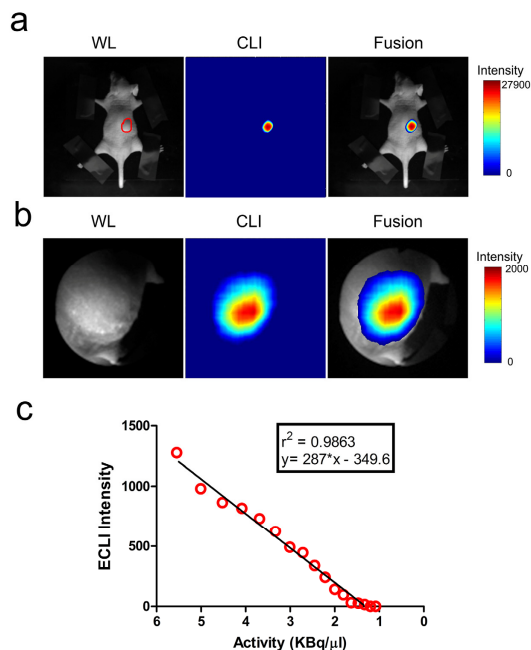 a
WL CLI Fusion
Intensity
27900
0
b
WL CLI Fusion
Intensity
2000
0
c
1500
1000
500
0
ECLI Intensity
r² = 0.9863
y= 287*x - 349.6
6 5 4 3 2 1 0
Activity (KBq/µl)